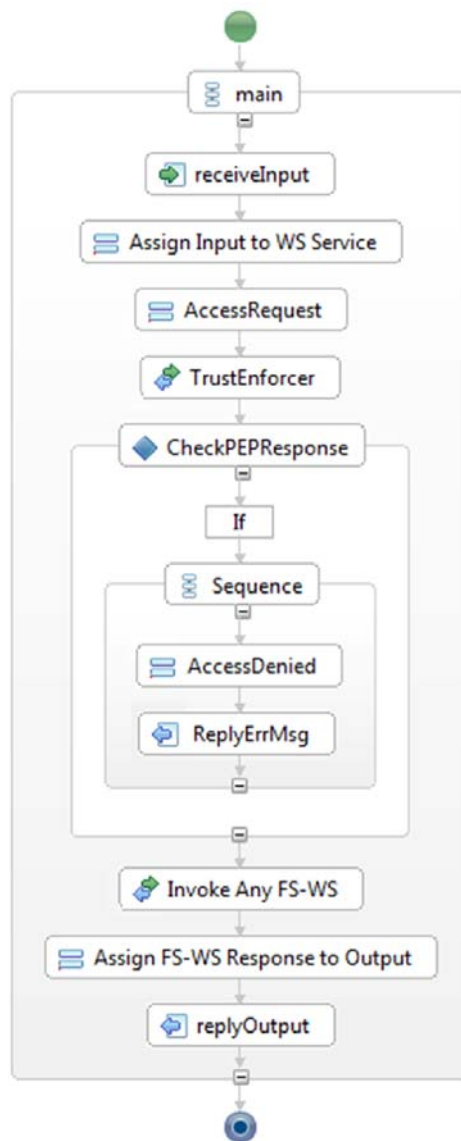 main
receiveInput
Assign Input to WS Service
AccessRequest
TrustEnforcer
CheckPEPResponse
If
Sequence
AccessDenied
ReplyErrMsg
Invoke Any FS-WS
Assign FS-WS Response to Output
replyOutput